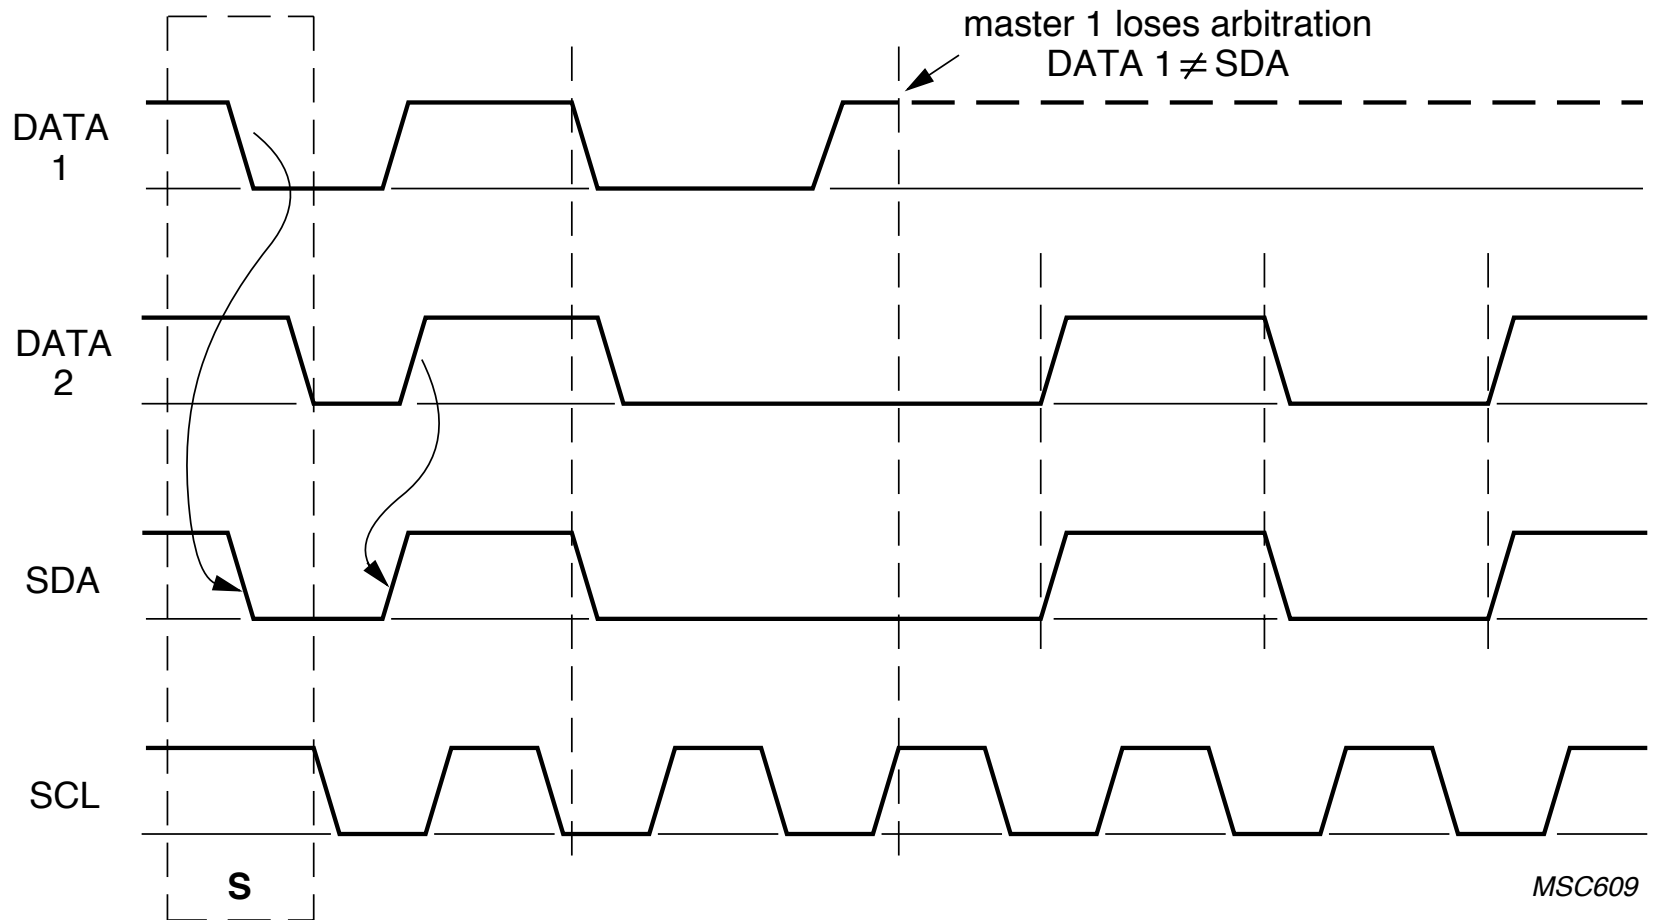 master 1 loses arbitration
DATA 1 ≠ SDA
DATA
1
DATA
2
SDA
SCL
S
MSC609